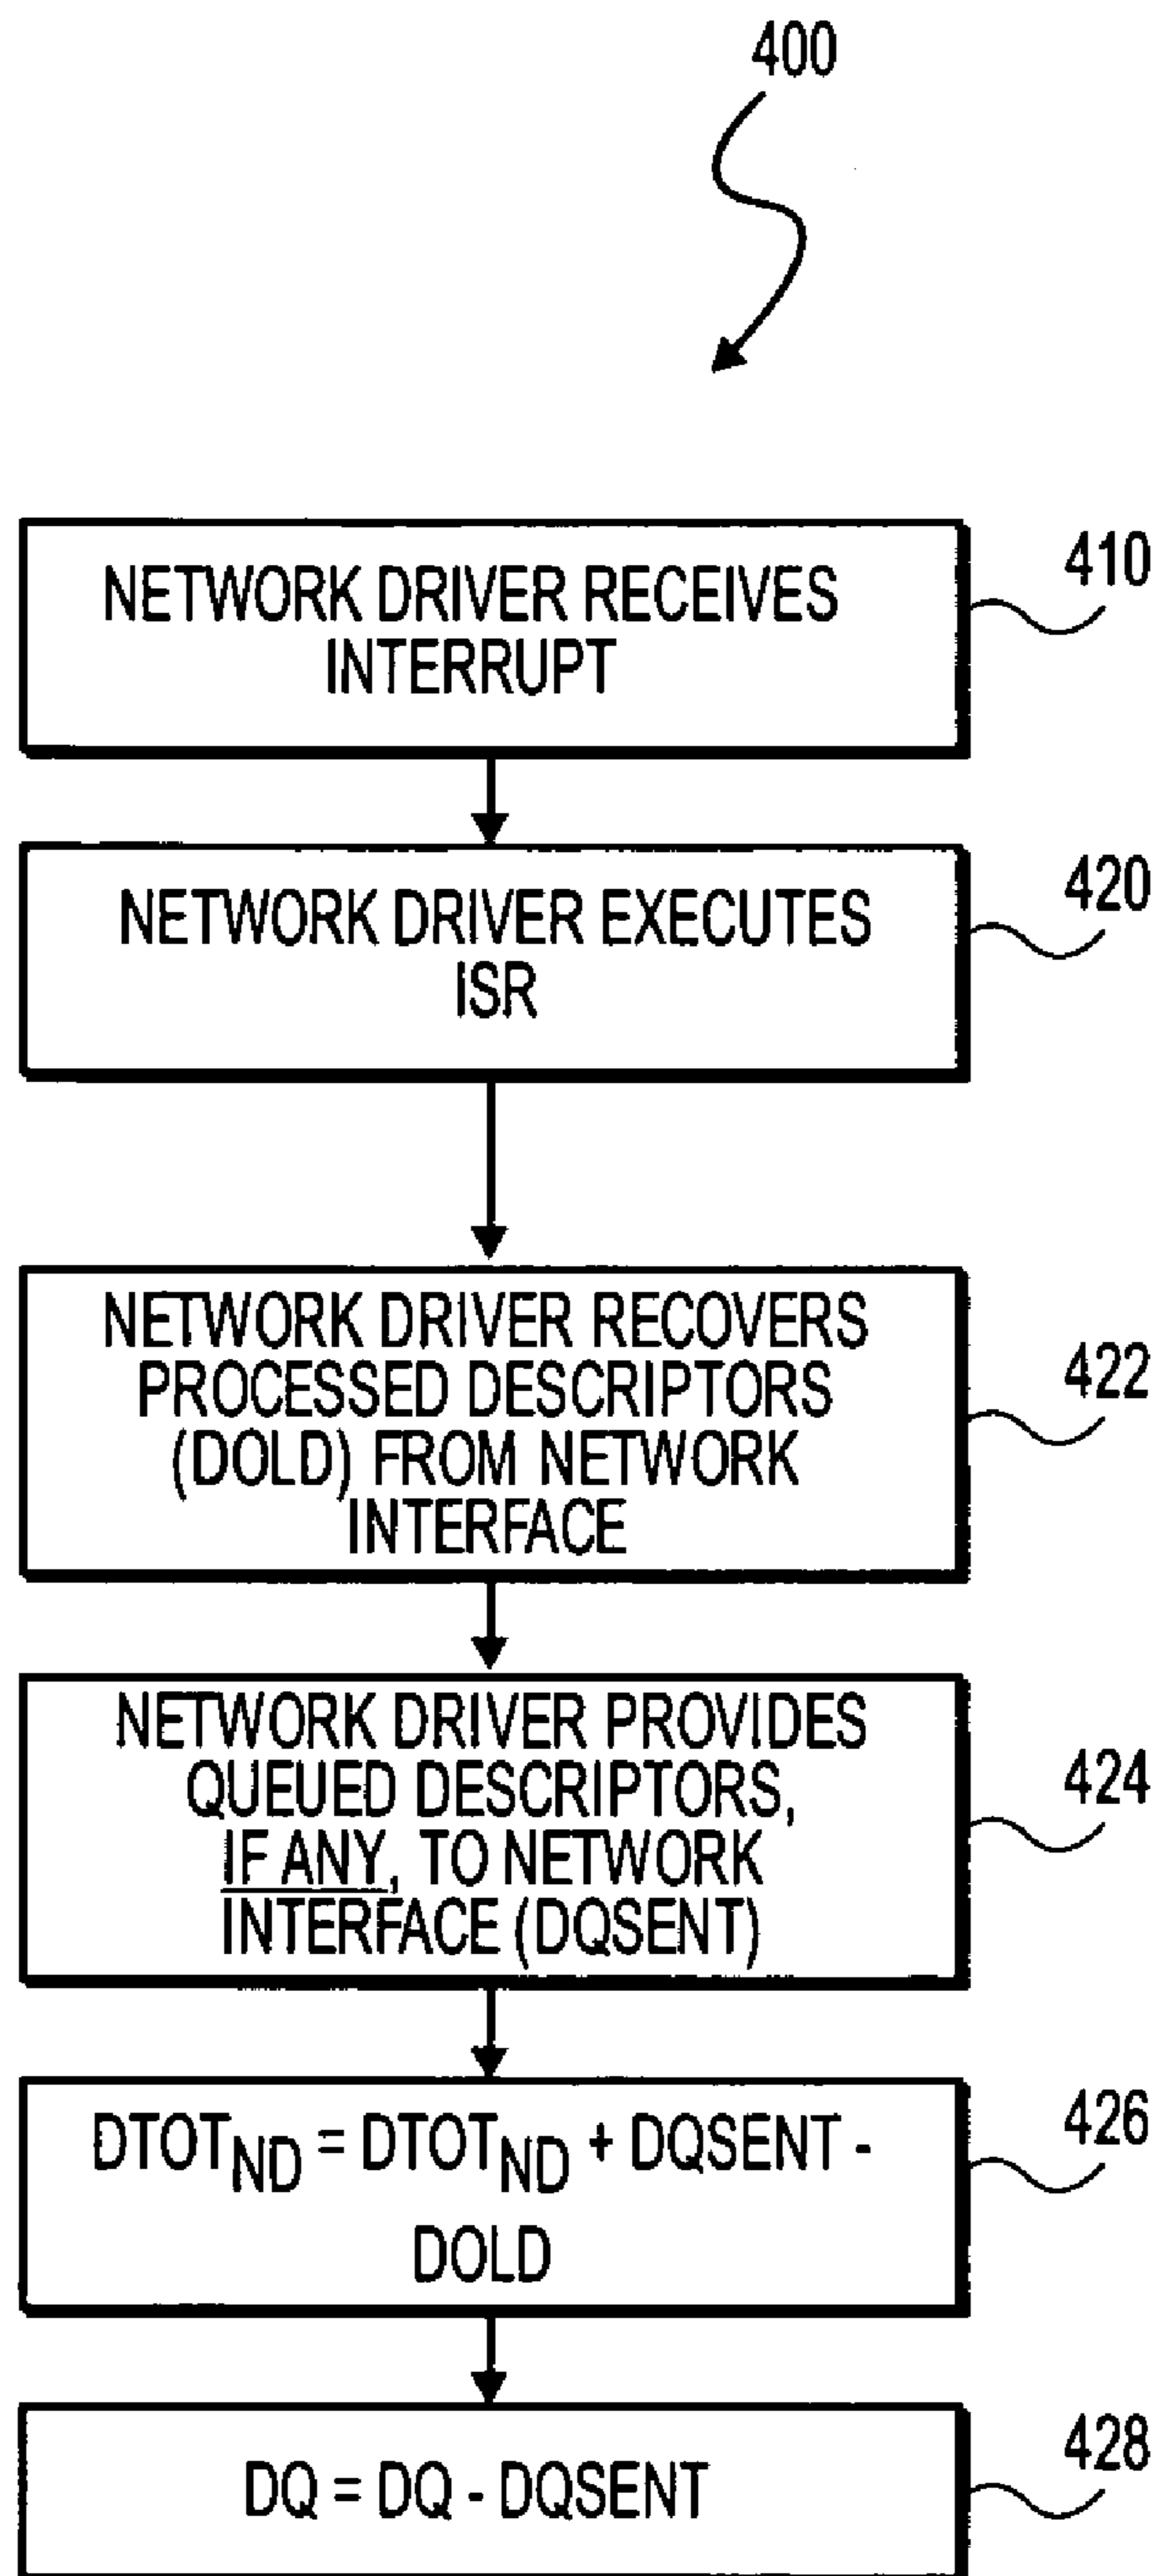 400
NETWORK DRIVER RECEIVES
INTERRUPT
410
NETWORK DRIVER EXECUTES
ISR
420
NETWORK DRIVER RECOVERS
PROCESSED DESCRIPTORS
(DOLD) FROM NETWORK
INTERFACE
422
NETWORK DRIVER PROVIDES
QUEUED DESCRIPTORS,
IF ANY, TO NETWORK
INTERFACE (DQSENT)
424
DTOTND = DTOTND + DQSENT -
DOLD
426
DQ = DQ - DQSENT
428